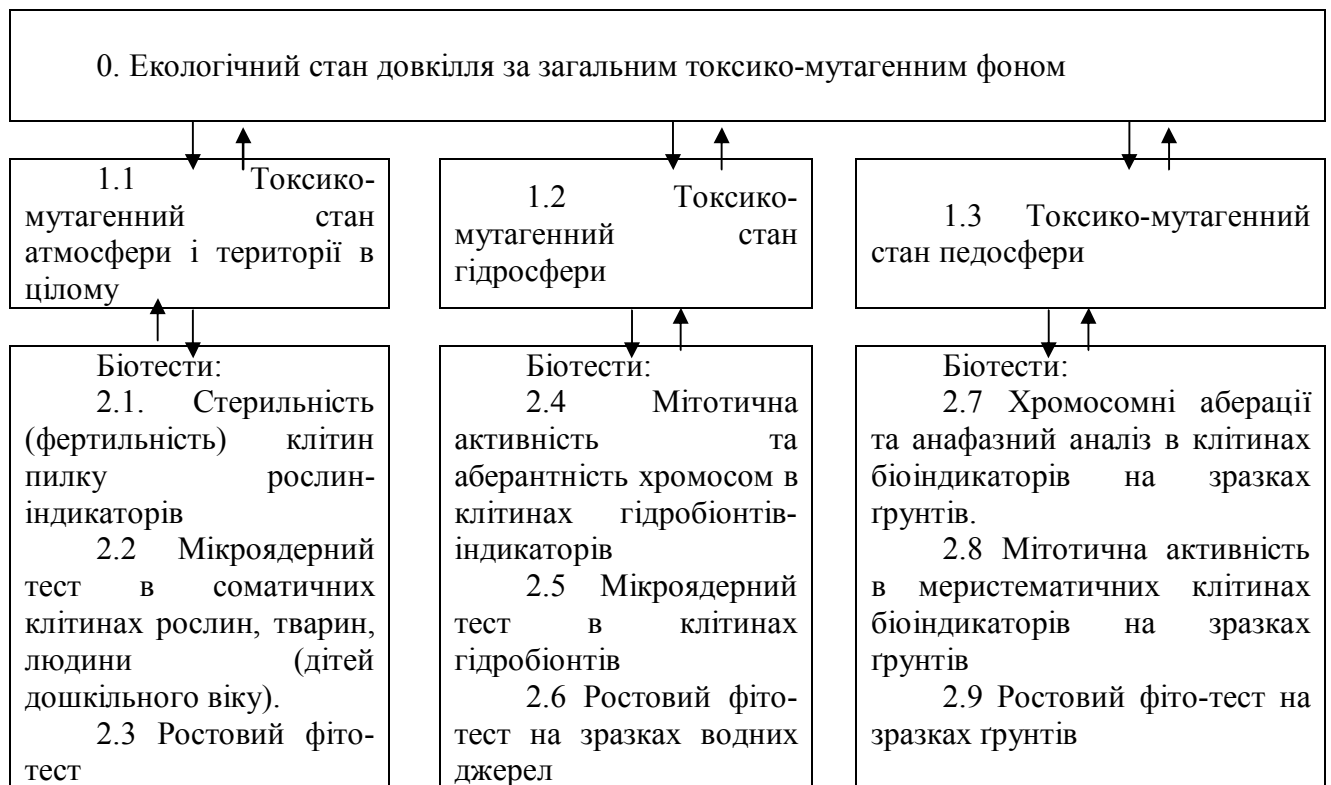 0. Екологічний стан довкілля за загальним токсико-мутагенним фоном
1.1 Токсико-
мутагенний стан
атмосфери і території в
цілому
1.2 Токсико-
мутагенний стан
гідросфери
1.3 Токсико-мутагенний
стан педосфери
Біотести:
2.1. Стерильність
(фертильність) клітин
пилку рослин-
індикаторів
2.2 Мікроядерний
тест в соматичних
клітинах рослин, тварин,
людини (дітей
дошкільного віку).
2.3 Ростовий фіто-
тест
Біотести:
2.4 Мітотична
активність та
аберантність хромосом в
клітинах гідробіонтів-
індикаторів
2.5 Мікроядерний
тест в клітинах
гідробіонтів
2.6 Ростовий фіто-
тест на зразках водних
джерел
Біотести:
2.7 Хромосомні аберації
та анафазний аналіз в клітинах
біоіндикаторів на зразках
ґрунтів.
2.8 Мітотична активність
в меристематичних клітинах
біоіндикаторів на зразках
ґрунтів
2.9 Ростовий фіто-тест на
зразках ґрунтів